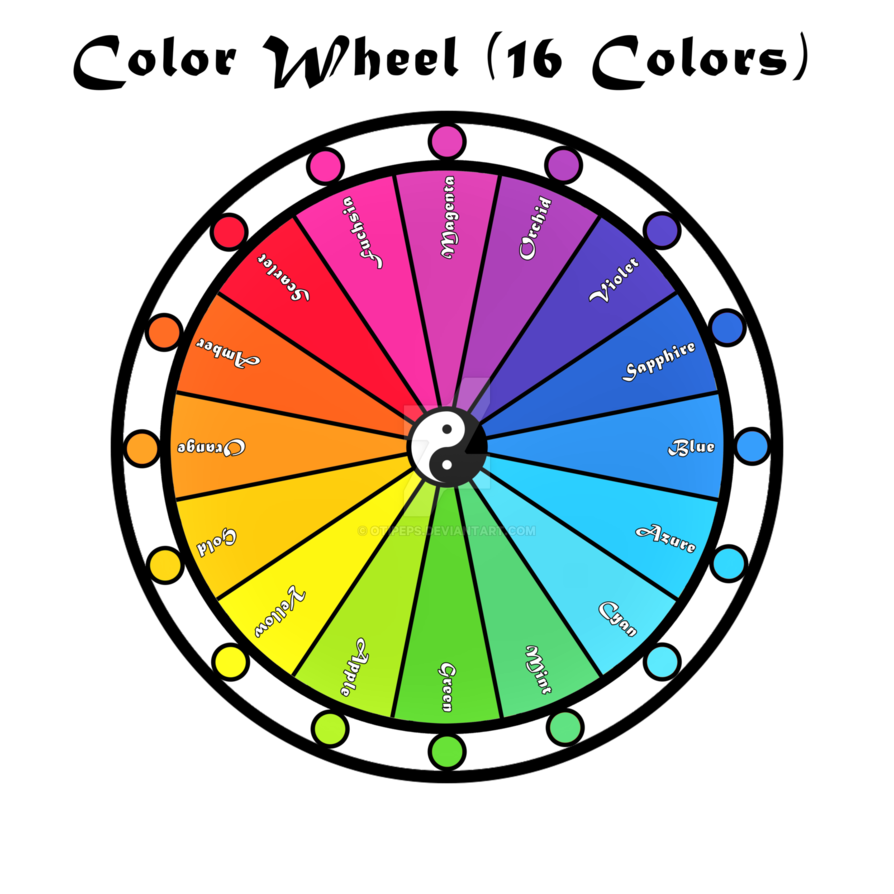 Color Wheel (16 Colors)
Magenta
Orchid
Violet
Sapphire
Blue
Azure
Cyan
Mint
Green
Apple
Yellow
Gold
Orange
Amber
Scarlet
Fuchsia